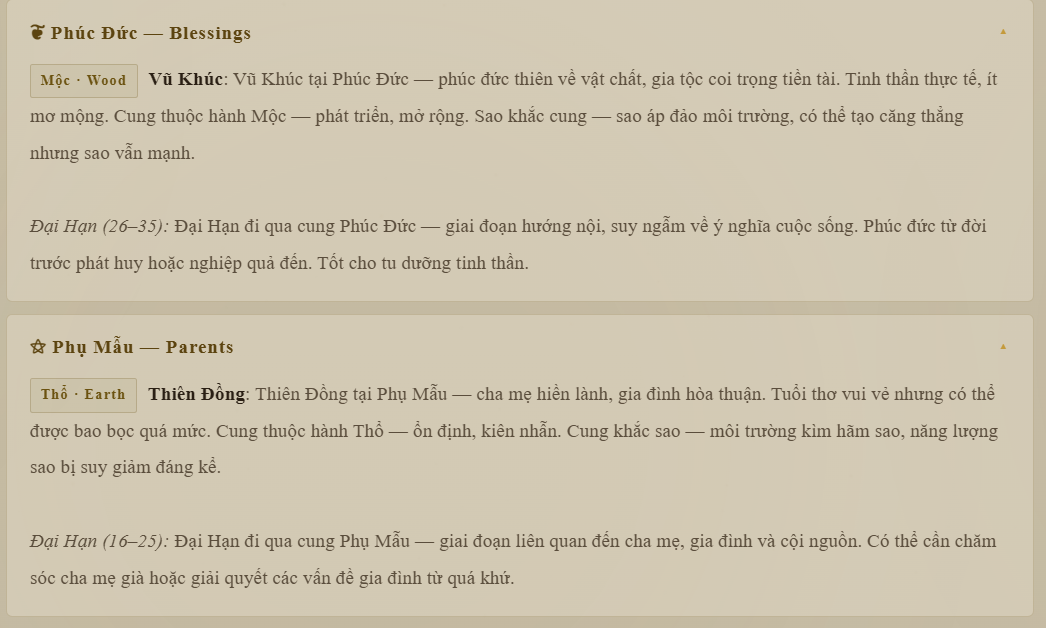 ❦ Phúc Đức — Blessings
Mộc · Wood Vũ Khúc: Vũ Khúc tại Phúc Đức — phúc đức thiên về vật chất, gia tộc coi trọng tiền tài. Tinh thần thực tế, ít
mơ mộng. Cung thuộc hành Mộc — phát triển, mở rộng. Sao khắc cung — sao áp đảo môi trường, có thể tạo căng thẳng
nhưng sao vẫn mạnh.
Đại Hạn (26–35): Đại Hạn đi qua cung Phúc Đức — giai đoạn hướng nội, suy ngẫm về ý nghĩa cuộc sống. Phúc đức từ đời
trước phát huy hoặc nghiệp quả đến. Tốt cho tu dưỡng tinh thần.
✩ Phụ Mẫu — Parents
Thổ · Earth Thiên Đồng: Thiên Đồng tại Phụ Mẫu — cha mẹ hiền lành, gia đình hòa thuận. Tuổi thơ vui vẻ nhưng có thể
được bao bọc quá mức. Cung thuộc hành Thổ — ổn định, kiên nhẫn. Cung khắc sao — môi trường kìm hãm sao, năng lượng
sao bị suy giảm đáng kể.
Đại Hạn (16–25): Đại Hạn đi qua cung Phụ Mẫu — giai đoạn liên quan đến cha mẹ, gia đình và cội nguồn. Có thể cần chăm
sóc cha mẹ già hoặc giải quyết các vấn đề gia đình từ quá khứ.